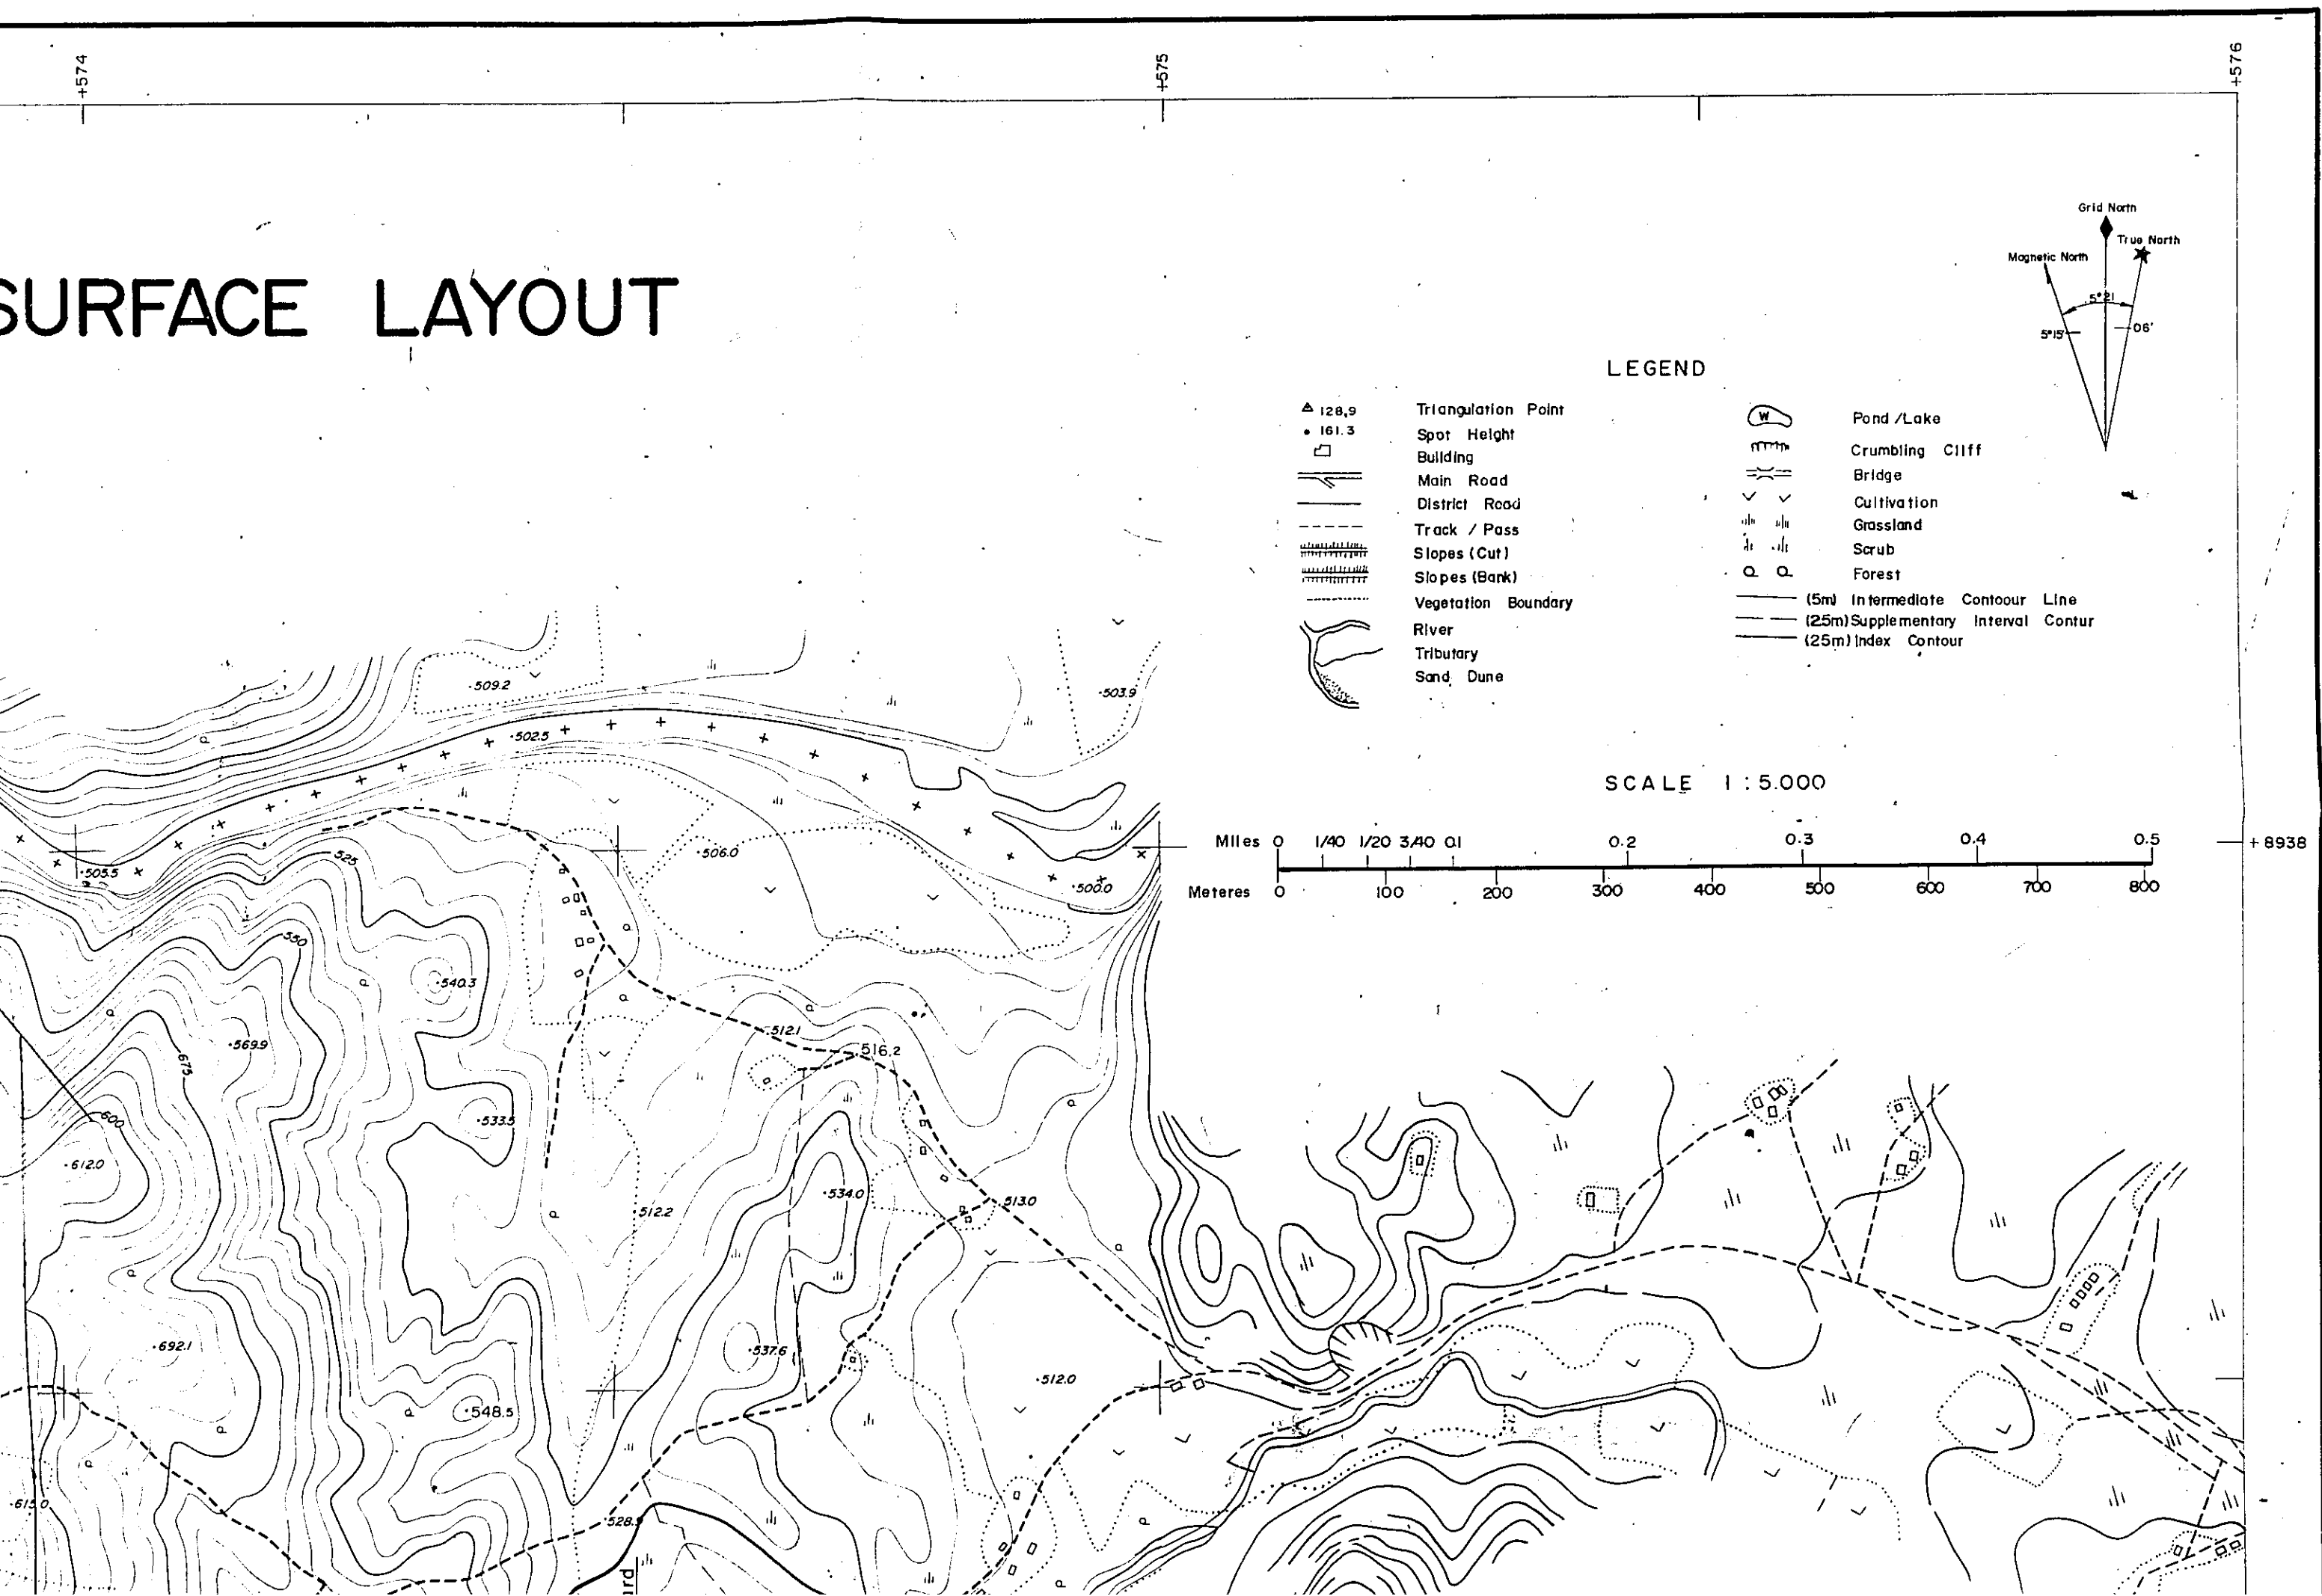 +574
+575
+576
SURFACE LAYOUT
Grid North
True North
Magnetic North
5°21
5°15'
06'
LEGEND
128,9 Triangulation Point
161.3 Spot Height
Building
Main Road
District Road
Track / Pass
Slopes (Cut)
Slopes (Bank)
Vegetation Boundary
River
Tributary
Sand Dune
W Pond /Lake
Crumbling Cliff
Bridge
Cultivation
Grassland
Scrub
Forest
(5m) Intermediate Contoour Line
(25m) Supplementary Interval Contur
(25m) Index Contour
SCALE 1 : 5.000
Miles 0 1/40 1/20 3/40 0.1 0.2 0.3 0.4 0.5
Meteres 0 100 200 300 400 500 600 700 800
+ 8938
509.2
503.9
502.5
506.0
525
505.5
500.0
550
540.3
569.9
512.1
516.2
675
600
533.5
612.0
534.0
512.2
513.0
692.1
537.6
512.0
548.5
615.0
528.9